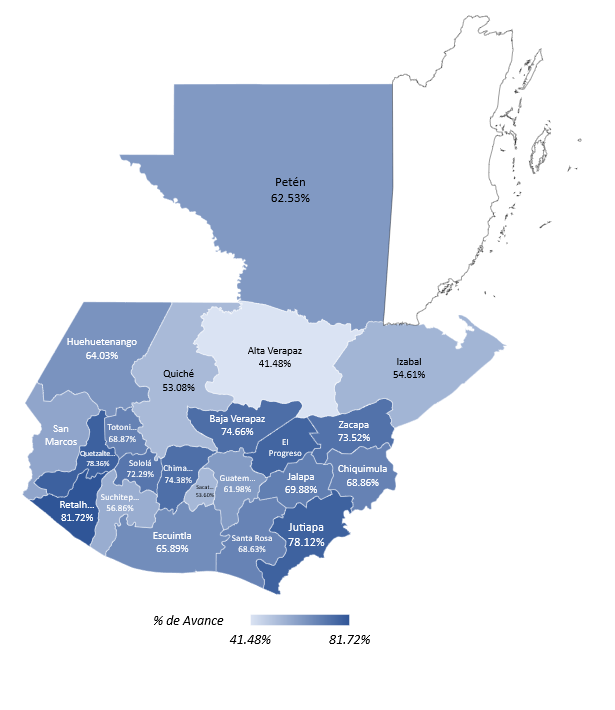 Petén
62.53%
Huehuetenango
64.03%
Alta Verapaz
41.48%
Quiché
53.08%
Izabal
54.61%
San
Marcos
Totoni...
68.87%
Baja Verapaz
74.66%
Zacapa
73.52%
El
Progreso
Quetzalte...
78.36%
Sololá
72.29%
Chima...
74.38%
Sacat...
53.60%
Guatem...
61.98%
Jalapa
69.88%
Chiquimula
68.86%
Retalh...
81.72%
Suchitep...
56.86%
Escuintla
65.89%
Santa Rosa
68.63%
Jutiapa
78.12%
% de Avance
41.48%
81.72%